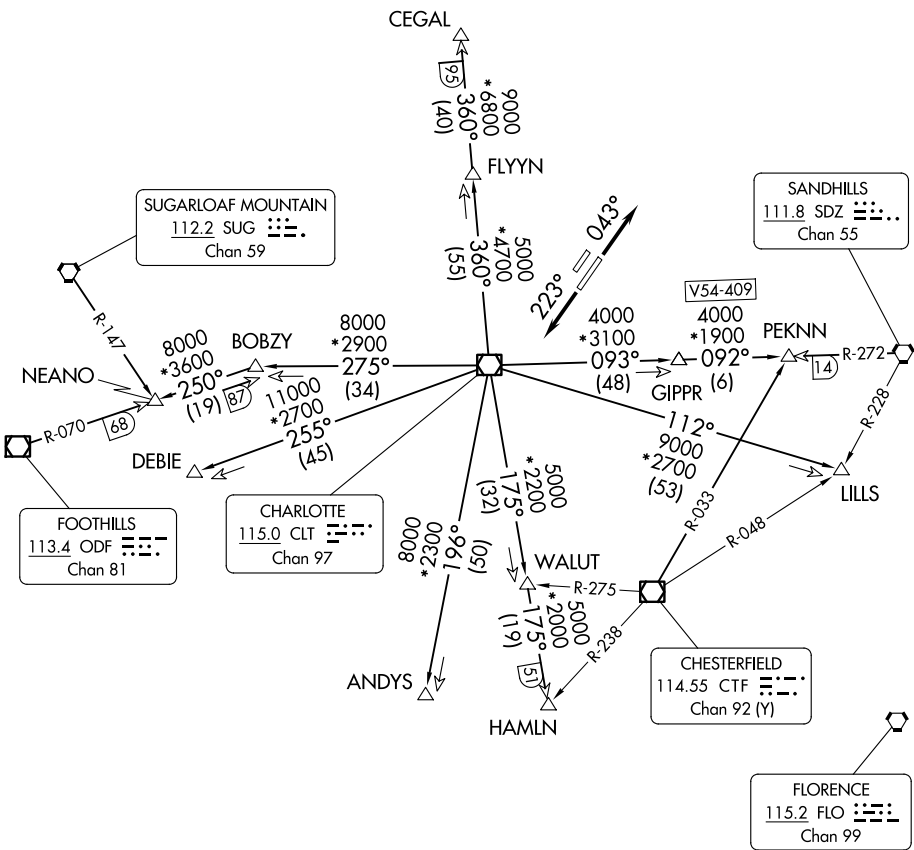 CEGAL
95
9000
*6800
360°
(40)
FLYYN
5000
*4700
360°
(55)
SUGARLOAF MOUNTAIN
112.2 SUG
Chan 59
SANDHILLS
111.8 SDZ
Chan 55
043°
223°
R-147
NEANO
8000
*3600
250°
(19)
87
BOBZY
8000
*2900
275°
(34)
4000
*3100
093°
(48)
GIPPR
V54-409
4000
*1900
092°
(6)
PEKNN
14
R-272
R-228
R-070
68
11000
*2700
255°
(45)
DEBIE
112°
9000
*2700
(53)
LILLS
FOOTHILLS
113.4 ODF
Chan 81
CHARLOTTE
115.0 CLT
Chan 97
5000
*2200
175°
(32)
8000
*2300
196°
(50)
R-033
R-048
WALUT
R-275
5000
*2000
175°
(19)
51
R-238
ANDYS
HAMLN
CHESTERFIELD
114.55 CTF
Chan 92 (Y)
FLORENCE
115.2 FLO
Chan 99